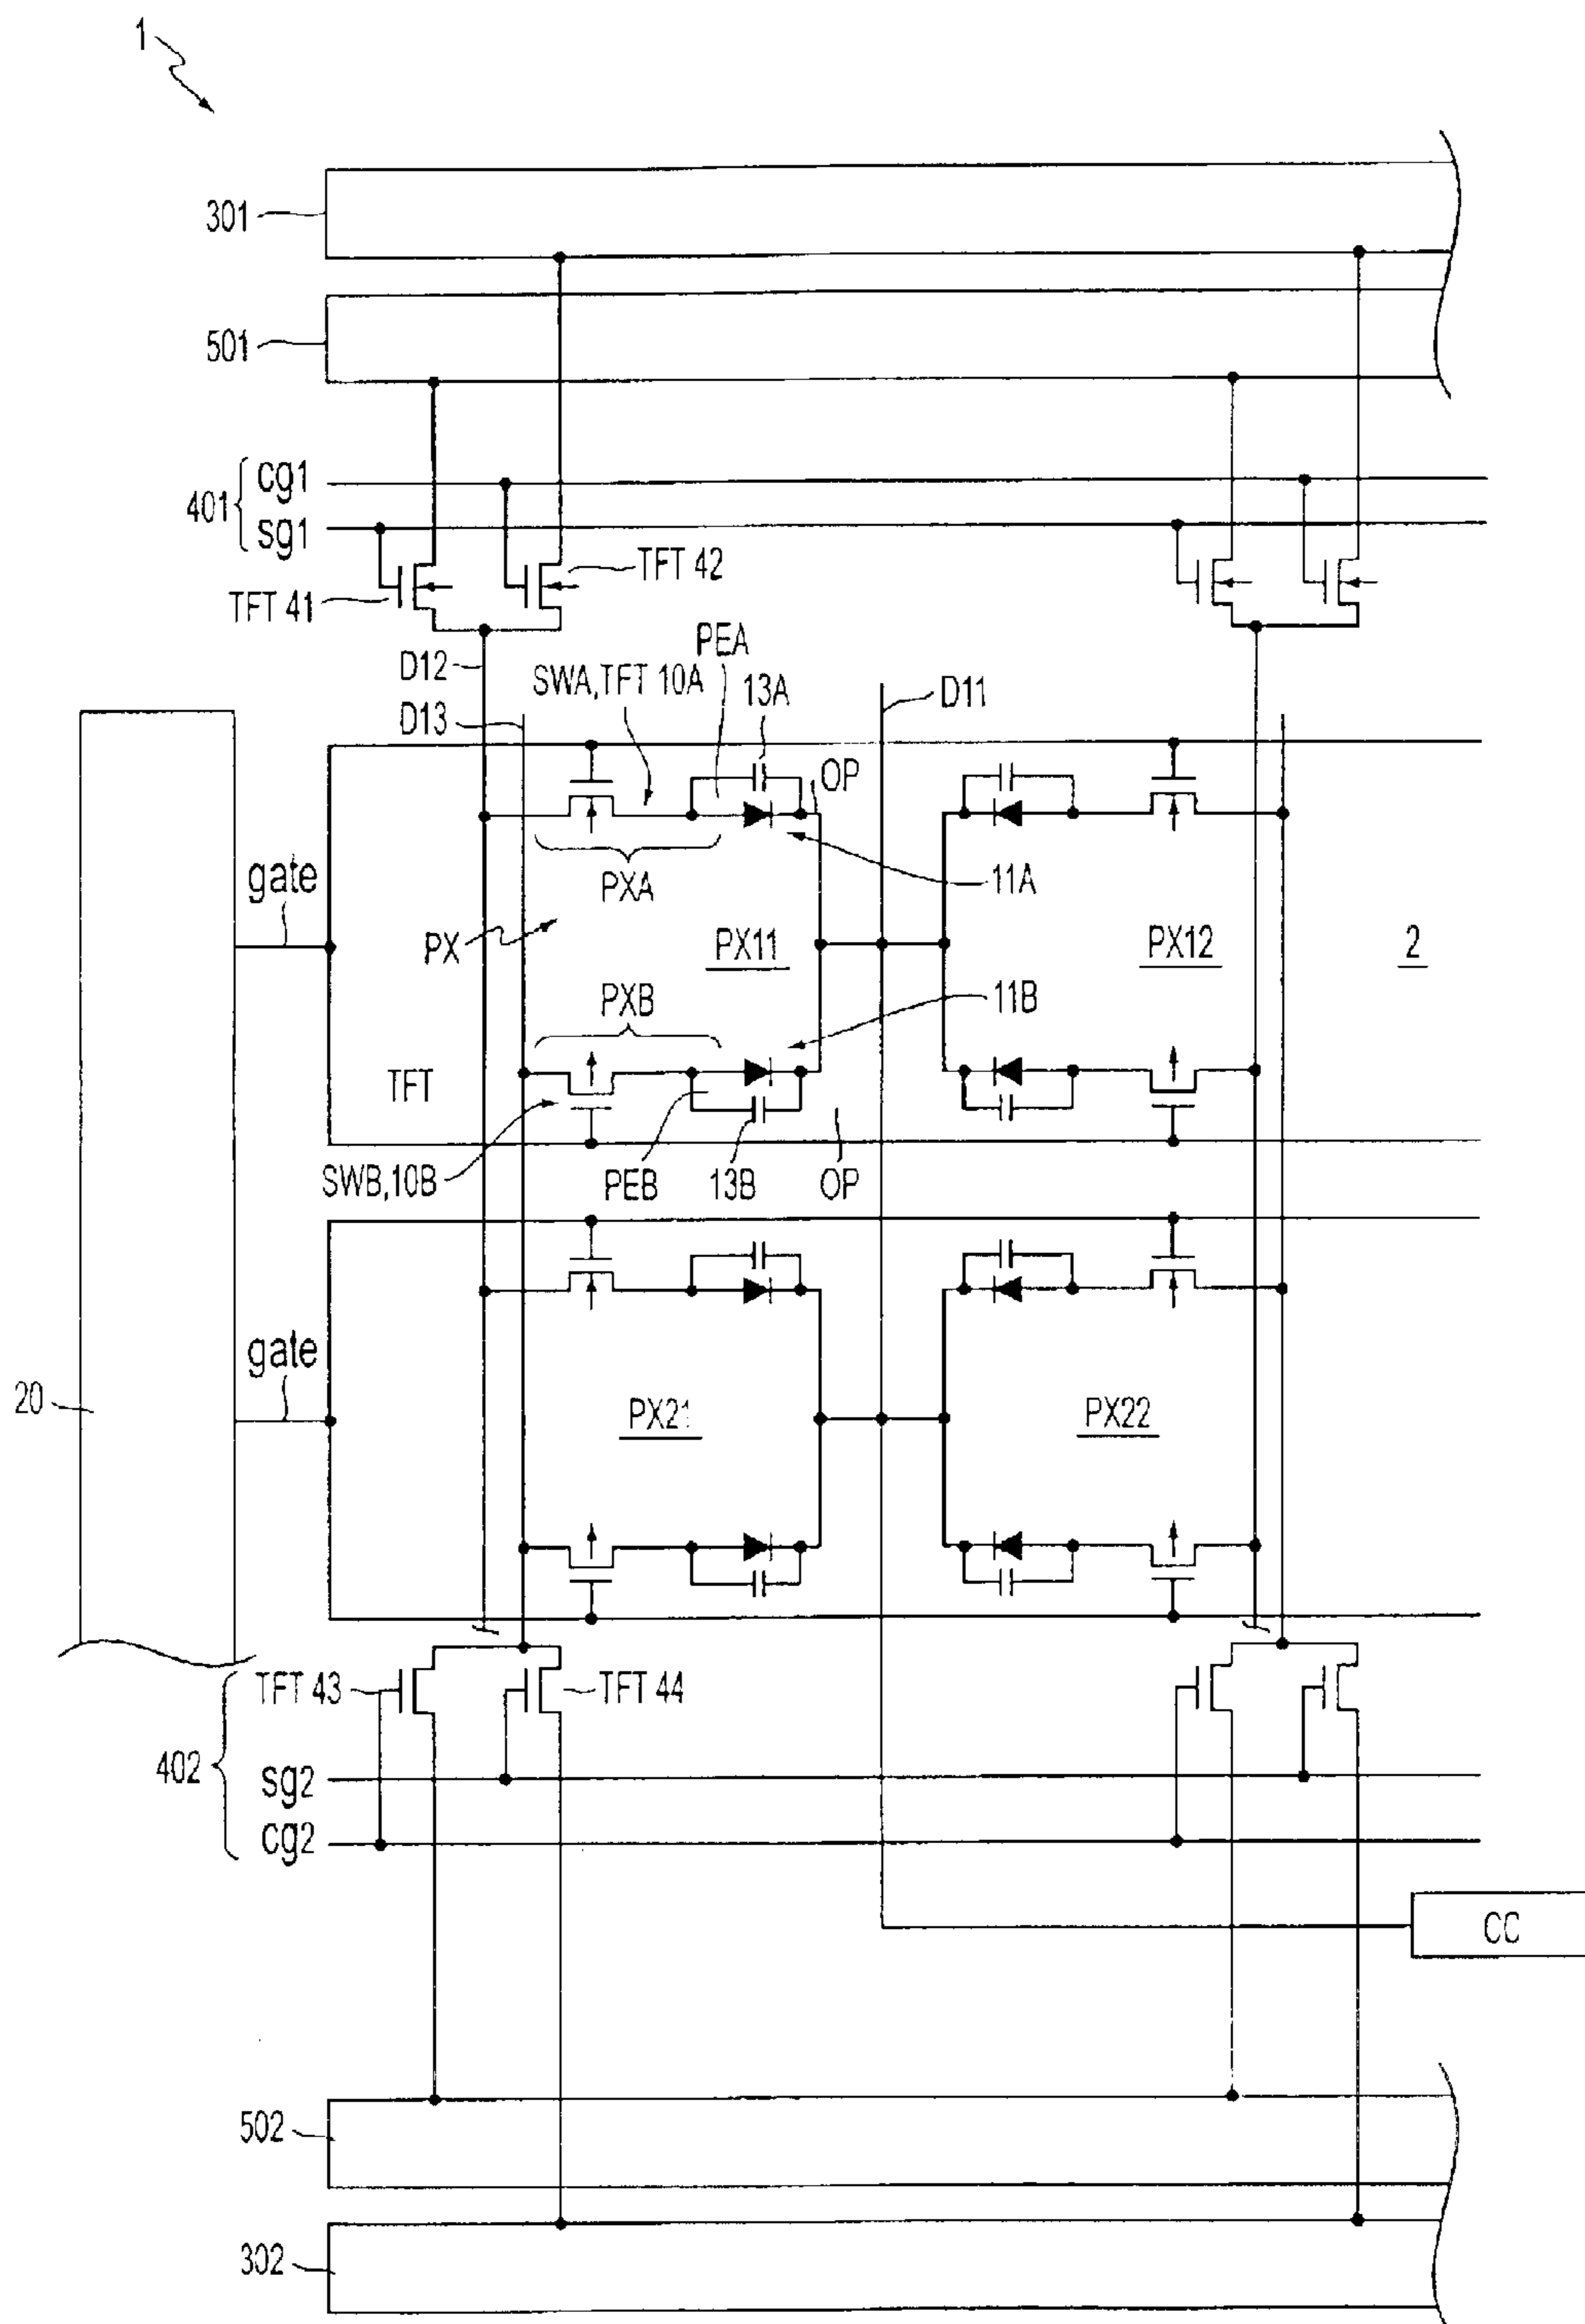 1
301
501
401
cg1
sg1
TFT 42
TFT 41
PEA
D12
SWA,TFT 10A
13A
D11
D13
OP
gate
PXA
11A
PX
PX11
PX12
2
PXB
11B
TFT
SWB,10B
PEB
13B
OP
gate
20
PX21
PX22
TFT 43
TFT 44
402
sg2
cg2
CC
502
302